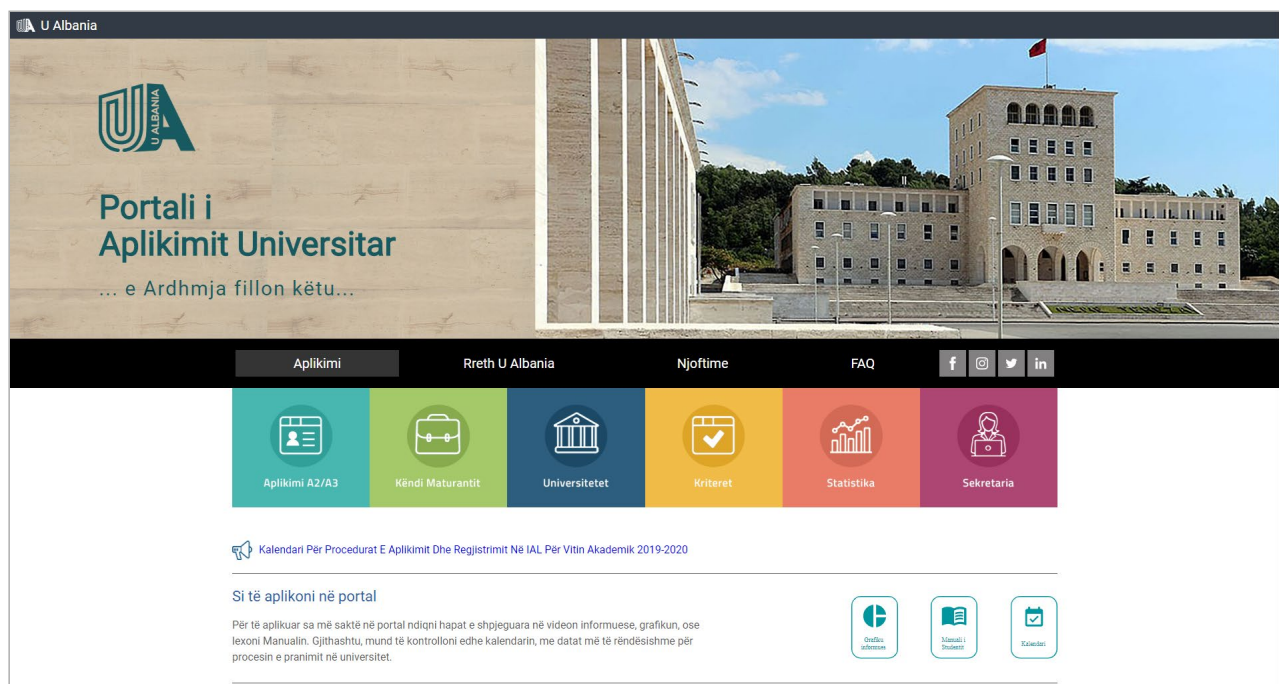 U Albania
UA
U ALBANIA
Portali i
Aplikimit Universitar
... e Ardhmja fillon këtu...
Aplikimi
Rreth U Albania
Njoftime
FAQ
Aplikimi A2/A3
Këndi Maturantit
Universitetet
Kriteret
Statistika
Sekretaria
Kalendari Për Procedurat E Aplikimit Dhe Regjistrimit Në IAL Për Vitin Akademik 2019-2020
Si të aplikoni në portal
Për të aplikuar sa më saktë në portal ndiqni hapat e shpjeguara në videon informuese, grafikun, ose
lexoni Manualin. Gjithashtu, mund të kontrolloni edhe kalendarin, me datat më të rëndësishme për
procesin e pranimit në universitet.
Grafiku
informues
Manuali i
Studentit
Kalendari